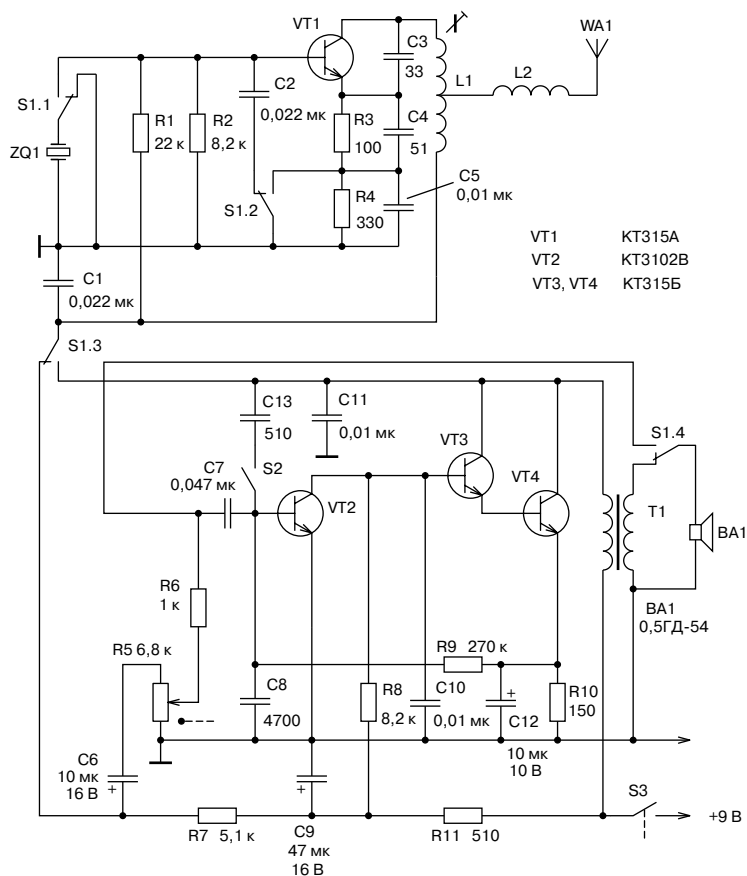 VT1
WA1
C3
33
L1
L2
S1.1
C2
0,022 мк
R1
22 к
R2
8,2 к
R3
100
C4
51
ZQ1
S1.2
R4
330
C5
0,01 мк
VT1 КТ315А
VT2 КТ3102В
VT3, VT4 КТ315Б
C1
0,022 мк
S1.3
C13
510
C11
0,01 мк
S1.4
VT3
C7
0,047 мк
S2
VT4
VT2
T1
BA1
R6
1 к
BA1
0,5ГД-54
R5 6,8 к
R9 270 к
C8
4700
R8
8,2 к
C10
0,01 мк
+
C12
R10
150
10 мк
10 В
C6
10 мк
16 В
+
+
S3
+9 В
R7 5,1 к
C9
47 мк
16 В
R11 510